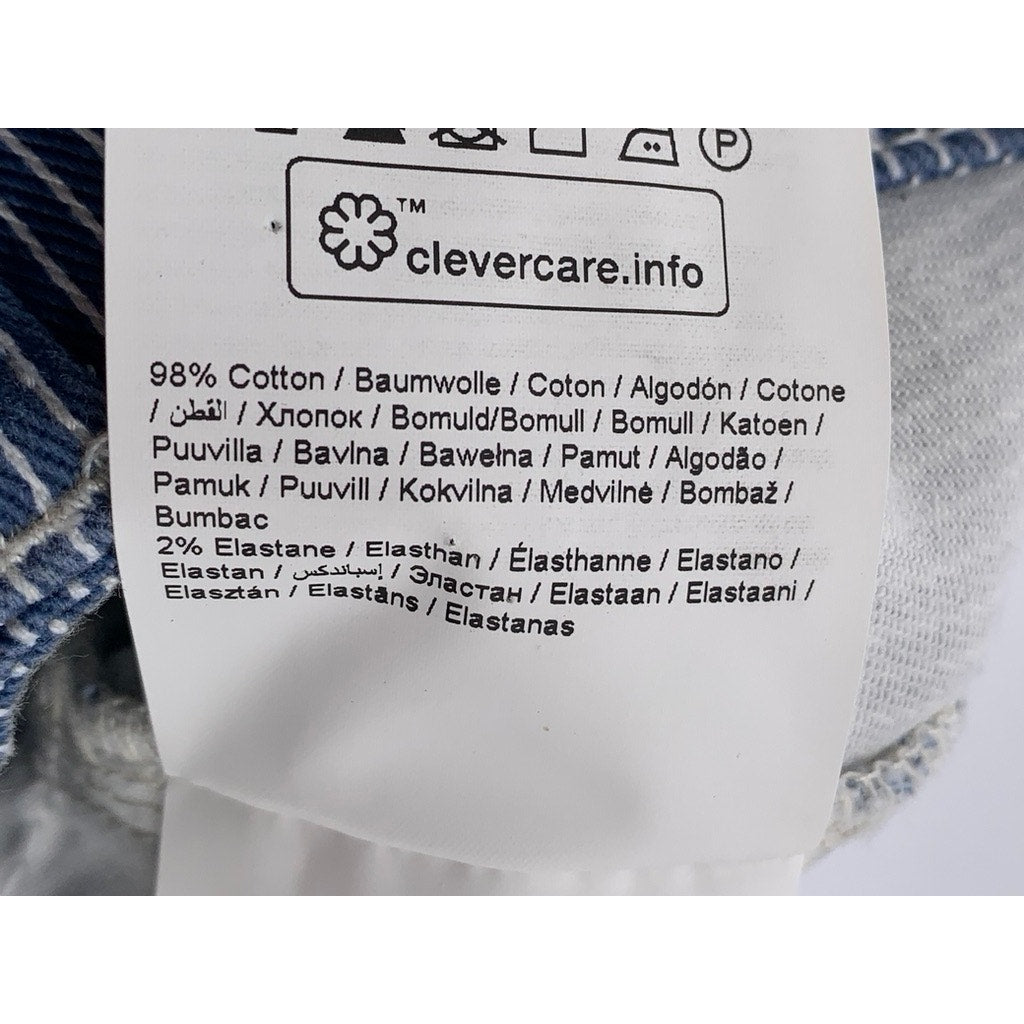 P
™
clevercare.info
98% Cotton / Baumwolle / Coton / Algodón / Cotone
/ القطن / Хлопок / Bomuld/Bomull / Bomull / Katoen /
Puuvilla / Bavlna / Bawełna / Pamut / Algodão /
Pamuk / Puuvill / Kokvilna / Medvilnė / Bombaž /
Bumbac
2% Elastane / Elasthan / Élasthanne / Elastano /
Elastan / إسباندكس / Эластан / Elastaan / Elastaani /
Elasztán / Elastāns / Elastanas